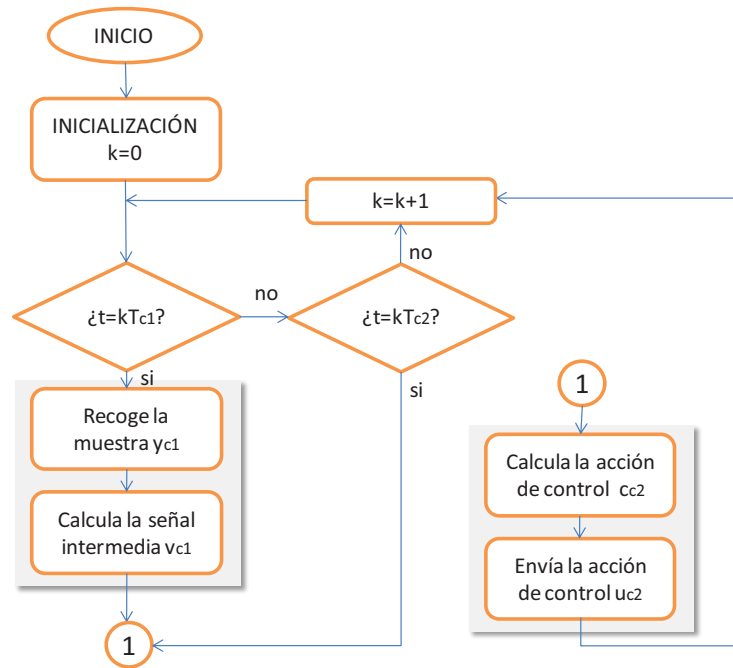 INICIO
INICIALIZACIÓN
k=0
k=k+1
no
¿t=kTc1?
no
¿t=kTc2?
si
si
1
Recoge la
muestra yc1
Calcula la acción
de control cc2
Calcula la señal
intermedia vc1
Envía la acción
de control uc2
1